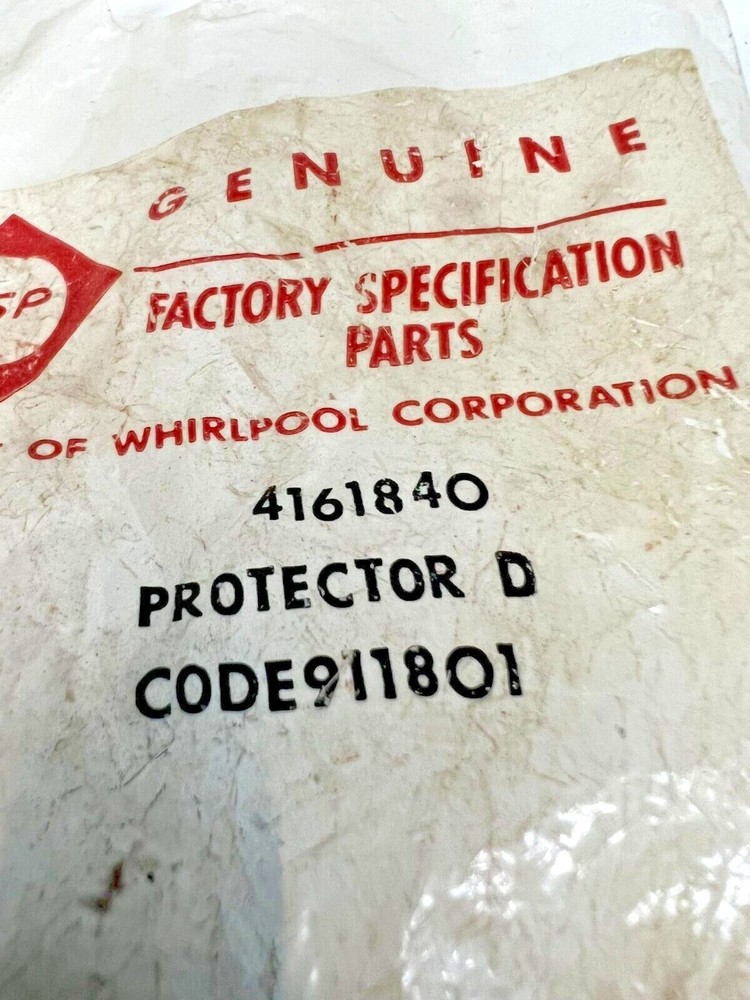 GENUINE
SP
FACTORY SPECIFICATION
PARTS
OF WHIRLPOOL CORPORATION
4161840
PROTECTOR D
CODE911801